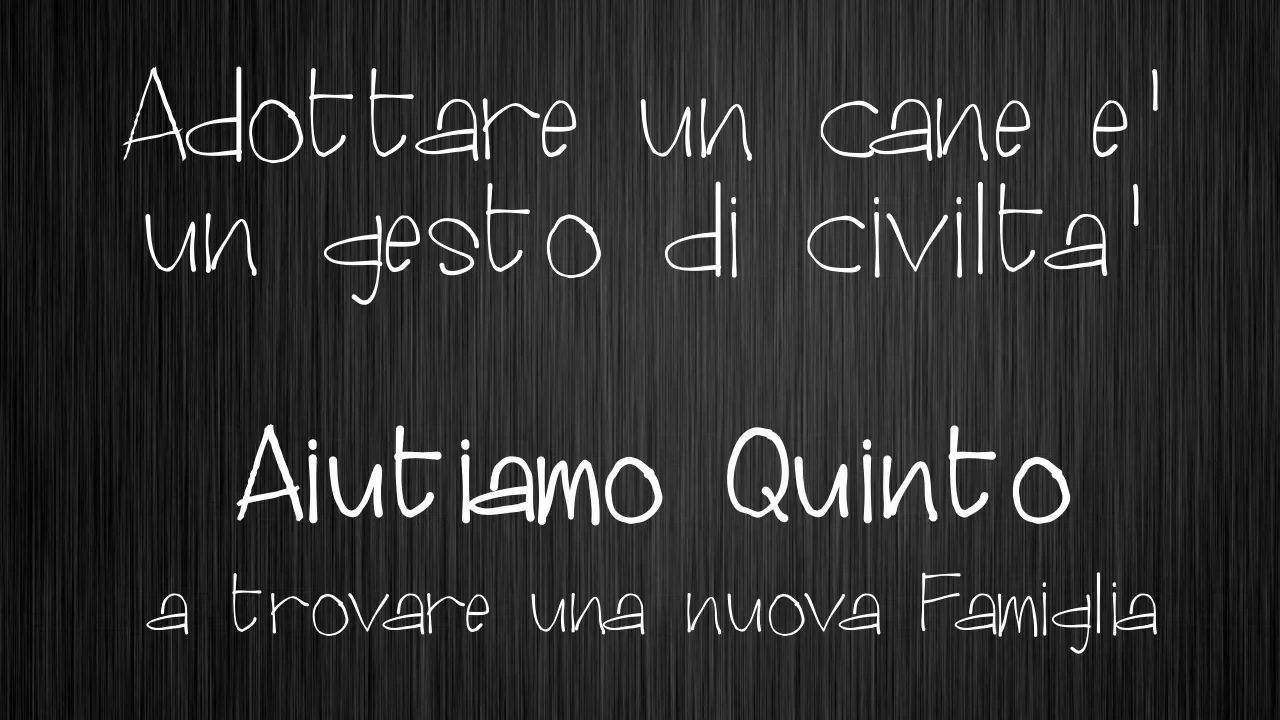 Adottare un cane e'
un gesto di civilta'
Aiutiamo Quinto
a trovare una nuova Famiglia